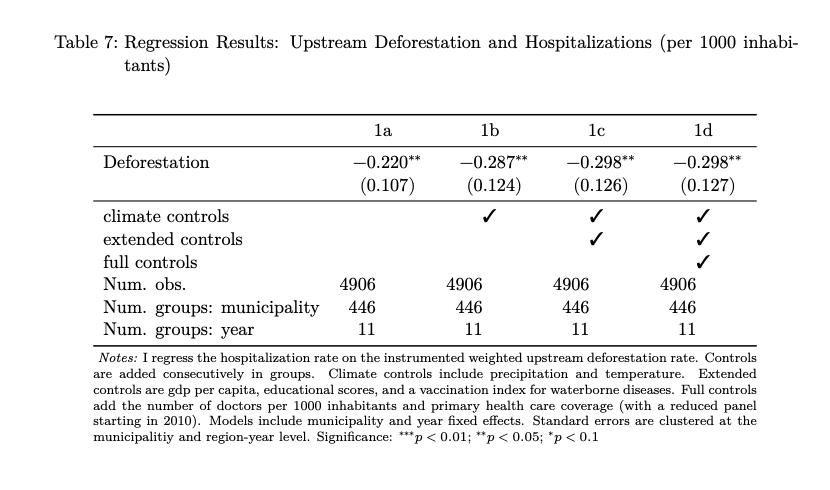 Table 7: Regression Results: Upstream Deforestation and Hospitalizations (per 1000 inhabi-
tants)
1a 1b 1c 1d
Deforestation −0.220** −0.287** −0.298** −0.298**
(0.107) (0.124) (0.126) (0.127)
climate controls ✓ ✓ ✓
extended controls ✓ ✓
full controls ✓
Num. obs. 4906 4906 4906 4906
Num. groups: municipality 446 446 446 446
Num. groups: year 11 11 11 11
Notes: I regress the hospitalization rate on the instrumented weighted upstream deforestation rate. Controls
are added consecutively in groups. Climate controls include precipitation and temperature. Extended
controls are gdp per capita, educational scores, and a vaccination index for waterborne diseases. Full controls
add the number of doctors per 1000 inhabitants and primary health care coverage (with a reduced panel
starting in 2010). Models include municipality and year fixed effects. Standard errors are clustered at the
municipalitiy and region-year level. Significance: ***p < 0.01; **p < 0.05; *p < 0.1